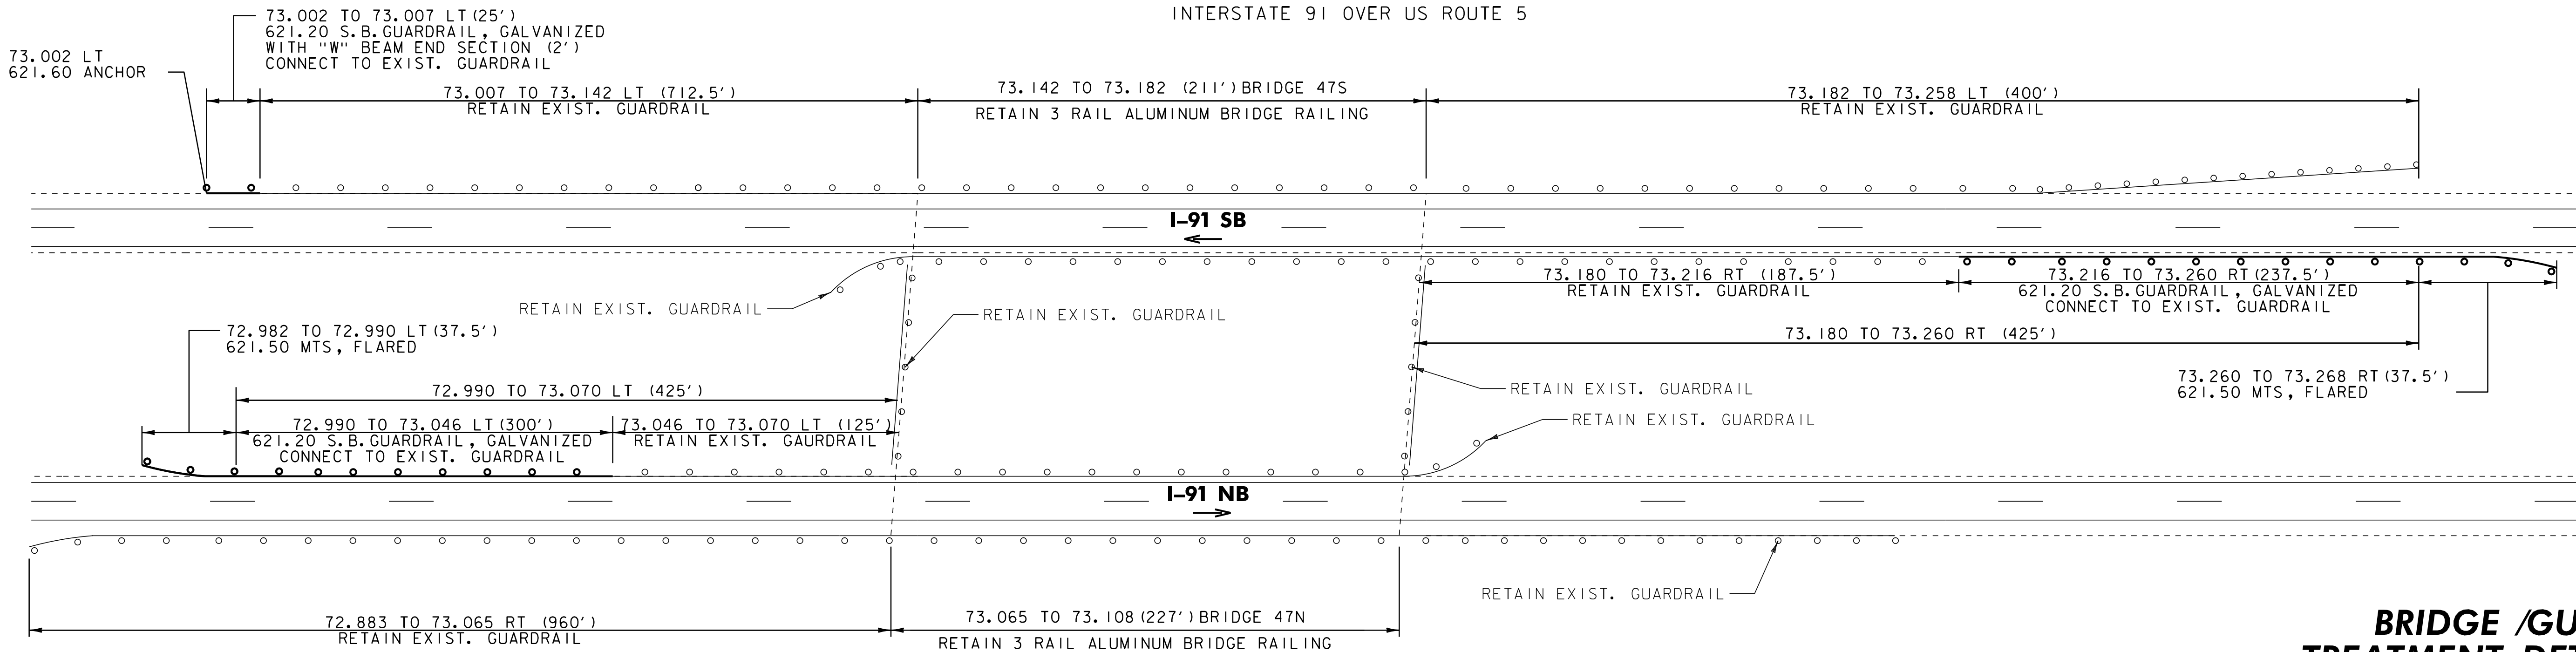 INTERSTATE 91 OVER US ROUTE 5
73.002 TO 73.007 LT (25')
621.20 S.B.GUARDRAIL, GALVANIZED
WITH "W" BEAM END SECTION (2')
CONNECT TO EXIST. GUARDRAIL
73.002 LT
621.60 ANCHOR
73.007 TO 73.142 LT (712.5')
RETAIN EXIST. GUARDRAIL
73.142 TO 73.182 (211') BRIDGE 47S
RETAIN 3 RAIL ALUMINUM BRIDGE RAILING
73.182 TO 73.258 LT (400')
RETAIN EXIST. GUARDRAIL
I-91 SB
RETAIN EXIST. GUARDRAIL
RETAIN EXIST. GUARDRAIL
73.180 TO 73.216 RT (187.5')
RETAIN EXIST. GUARDRAIL
73.216 TO 73.260 RT (237.5')
621.20 S.B.GUARDRAIL, GALVANIZED
CONNECT TO EXIST. GUARDRAIL
72.982 TO 72.990 LT (37.5')
621.50 MTS, FLARED
73.180 TO 73.260 RT (425')
72.990 TO 73.070 LT (425')
RETAIN EXIST. GUARDRAIL
73.260 TO 73.268 RT (37.5')
621.50 MTS, FLARED
72.990 TO 73.046 LT (300')
621.20 S.B.GUARDRAIL, GALVANIZED
CONNECT TO EXIST. GUARDRAIL
73.046 TO 73.070 LT (125')
RETAIN EXIST. GAURDRAIL
RETAIN EXIST. GUARDRAIL
I-91 NB
RETAIN EXIST. GUARDRAIL
72.883 TO 73.065 RT (960')
RETAIN EXIST. GUARDRAIL
73.065 TO 73.108 (227') BRIDGE 47N
RETAIN 3 RAIL ALUMINUM BRIDGE RAILING
BRIDGE /GU
TREATMENT DET